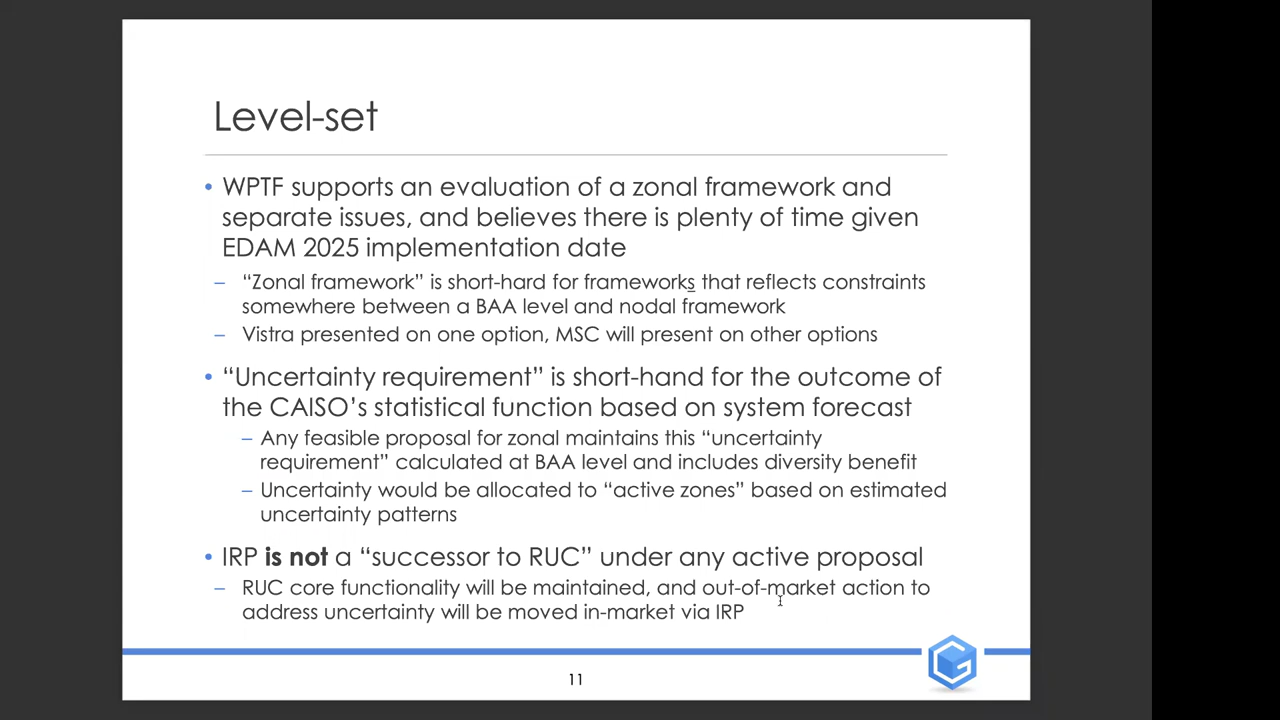 Level-set
• WPTF supports an evaluation of a zonal framework and
separate issues, and believes there is plenty of time given
EDAM 2025 implementation date
– “Zonal framework” is short-hard for frameworks that reflects constraints
somewhere between a BAA level and nodal framework
– Vistra presented on one option, MSC will present on other options
• “Uncertainty requirement” is short-hand for the outcome of
the CAISO’s statistical function based on system forecast
– Any feasible proposal for zonal maintains this “uncertainty
requirement” calculated at BAA level and includes diversity benefit
– Uncertainty would be allocated to “active zones” based on estimated
uncertainty patterns
• IRP is not a “successor to RUC” under any active proposal
– RUC core functionality will be maintained, and out-of-market action to
address uncertainty will be moved in-market via IRP
11